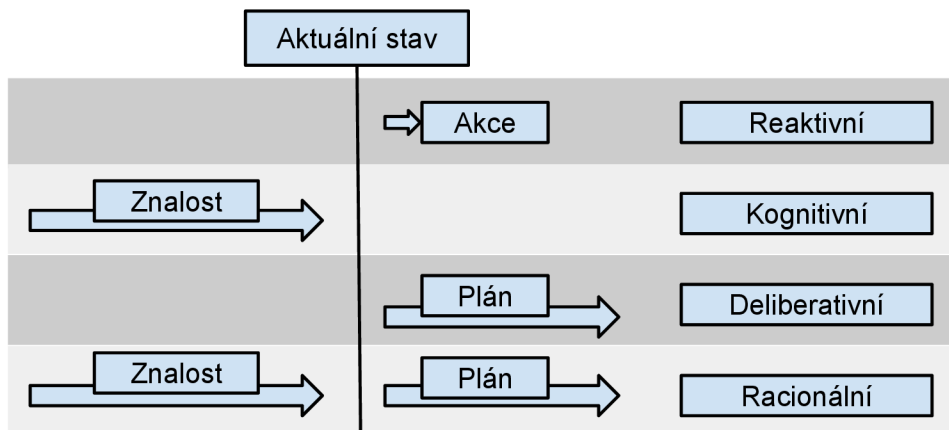 Aktuální stav
Akce
Reaktivní
Znalost
Kognitivní
Plán
Deliberativní
Znalost
Plán
Racionální